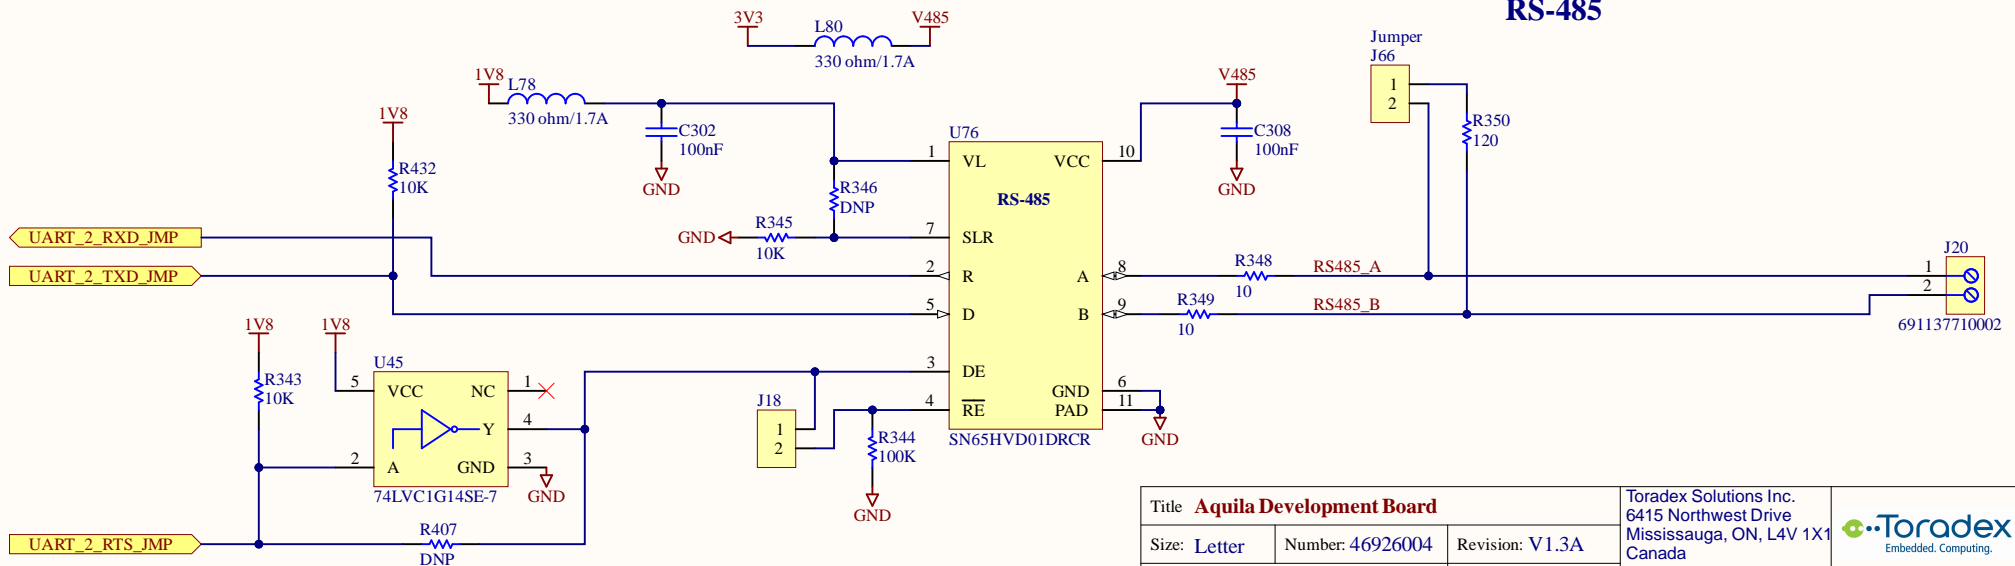 RS-485
3V3
L80
330 ohm/1.7A
V485
1V8
L78
330 ohm/1.7A
C302
100nF
GND
1V8
R432
10K
UART_2_RXD_JMP
UART_2_TXD_JMP
GND
R345
10K
R346
DNP
U76
RS-485
1 VL
7 SLR
2 R
5 D
3 DE
4 RE
VCC 10
A 8
B 9
GND 6
PAD 11
SN65HVD01DRCR
GND
V485
C308
100nF
GND
Jumper
J66
1
2
R350
120
R348
10
RS485_A
R349
10
RS485_B
J20
1
2
691137710002
1V8
R343
10K
1V8
U45
5 VCC
NC 1
Y 4
2 A
GND 3
74LVC1G14SE-7
GND
J18
1
2
R344
100K
GND
UART_2_RTS_JMP
R407
DNP
Title Aquila Development Board
Size: Letter
Number: 46926004
Revision: V1.3A
Toradex Solutions Inc.
6415 Northwest Drive
Mississauga, ON, L4V 1X1
Canada
Toradex
Embedded. Computing.